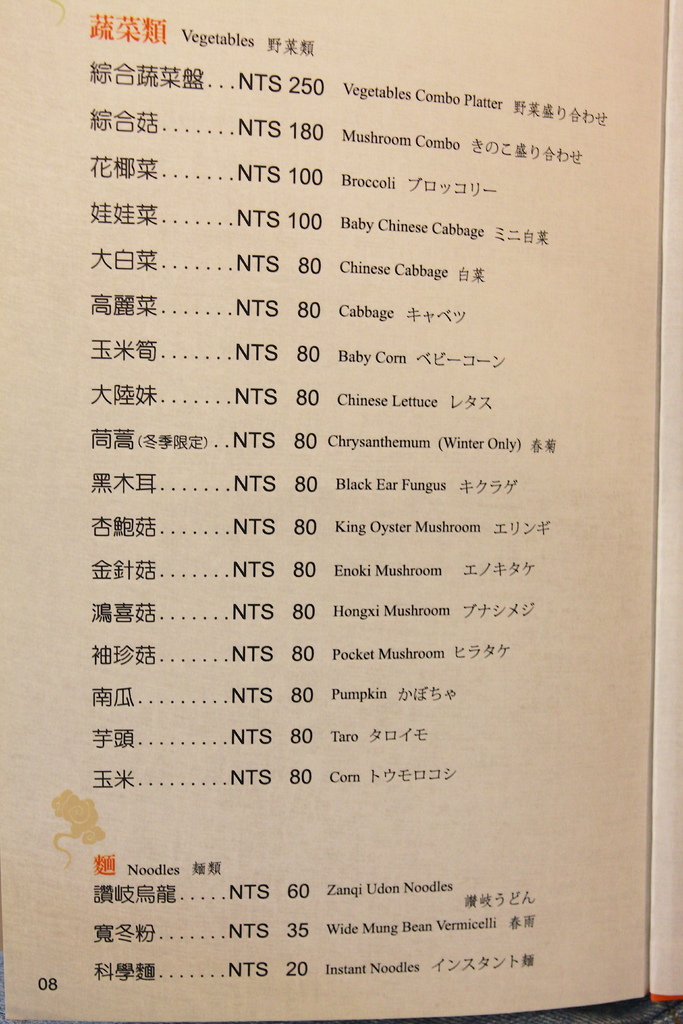 蔬菜類 Vegetables 野菜類
綜合蔬菜盤...NTS 250 Vegetables Combo Platter 野菜盛り合わせ
綜合菇.......NTS 180 Mushroom Combo きのこ盛り合わせ
花椰菜.......NTS 100 Broccoli ブロッコリー
娃娃菜.......NTS 100 Baby Chinese Cabbage ミニ白菜
大白菜.......NTS 80 Chinese Cabbage 白菜
高麗菜.......NTS 80 Cabbage キャベツ
玉米筍.......NTS 80 Baby Corn ベビーコーン
大陸妹.......NTS 80 Chinese Lettuce レタス
茼蒿(冬季限定)..NTS 80 Chrysanthemum (Winter Only) 春菊
黑木耳.......NTS 80 Black Ear Fungus キクラゲ
杏鮑菇.......NTS 80 King Oyster Mushroom エリンギ
金針菇.......NTS 80 Enoki Mushroom エノキタケ
鴻喜菇.......NTS 80 Hongxi Mushroom ブナシメジ
袖珍菇.......NTS 80 Pocket Mushroom ヒラタケ
南瓜.........NTS 80 Pumpkin かぼちゃ
芋頭.........NTS 80 Taro タロイモ
玉米.........NTS 80 Corn トウモロコシ
麵 Noodles 麺類
讚岐烏龍.....NTS 60 Zanqi Udon Noodles 讃岐うどん
寬冬粉.......NTS 35 Wide Mung Bean Vermicelli 春雨
科學麵.......NTS 20 Instant Noodles インスタント麺
08